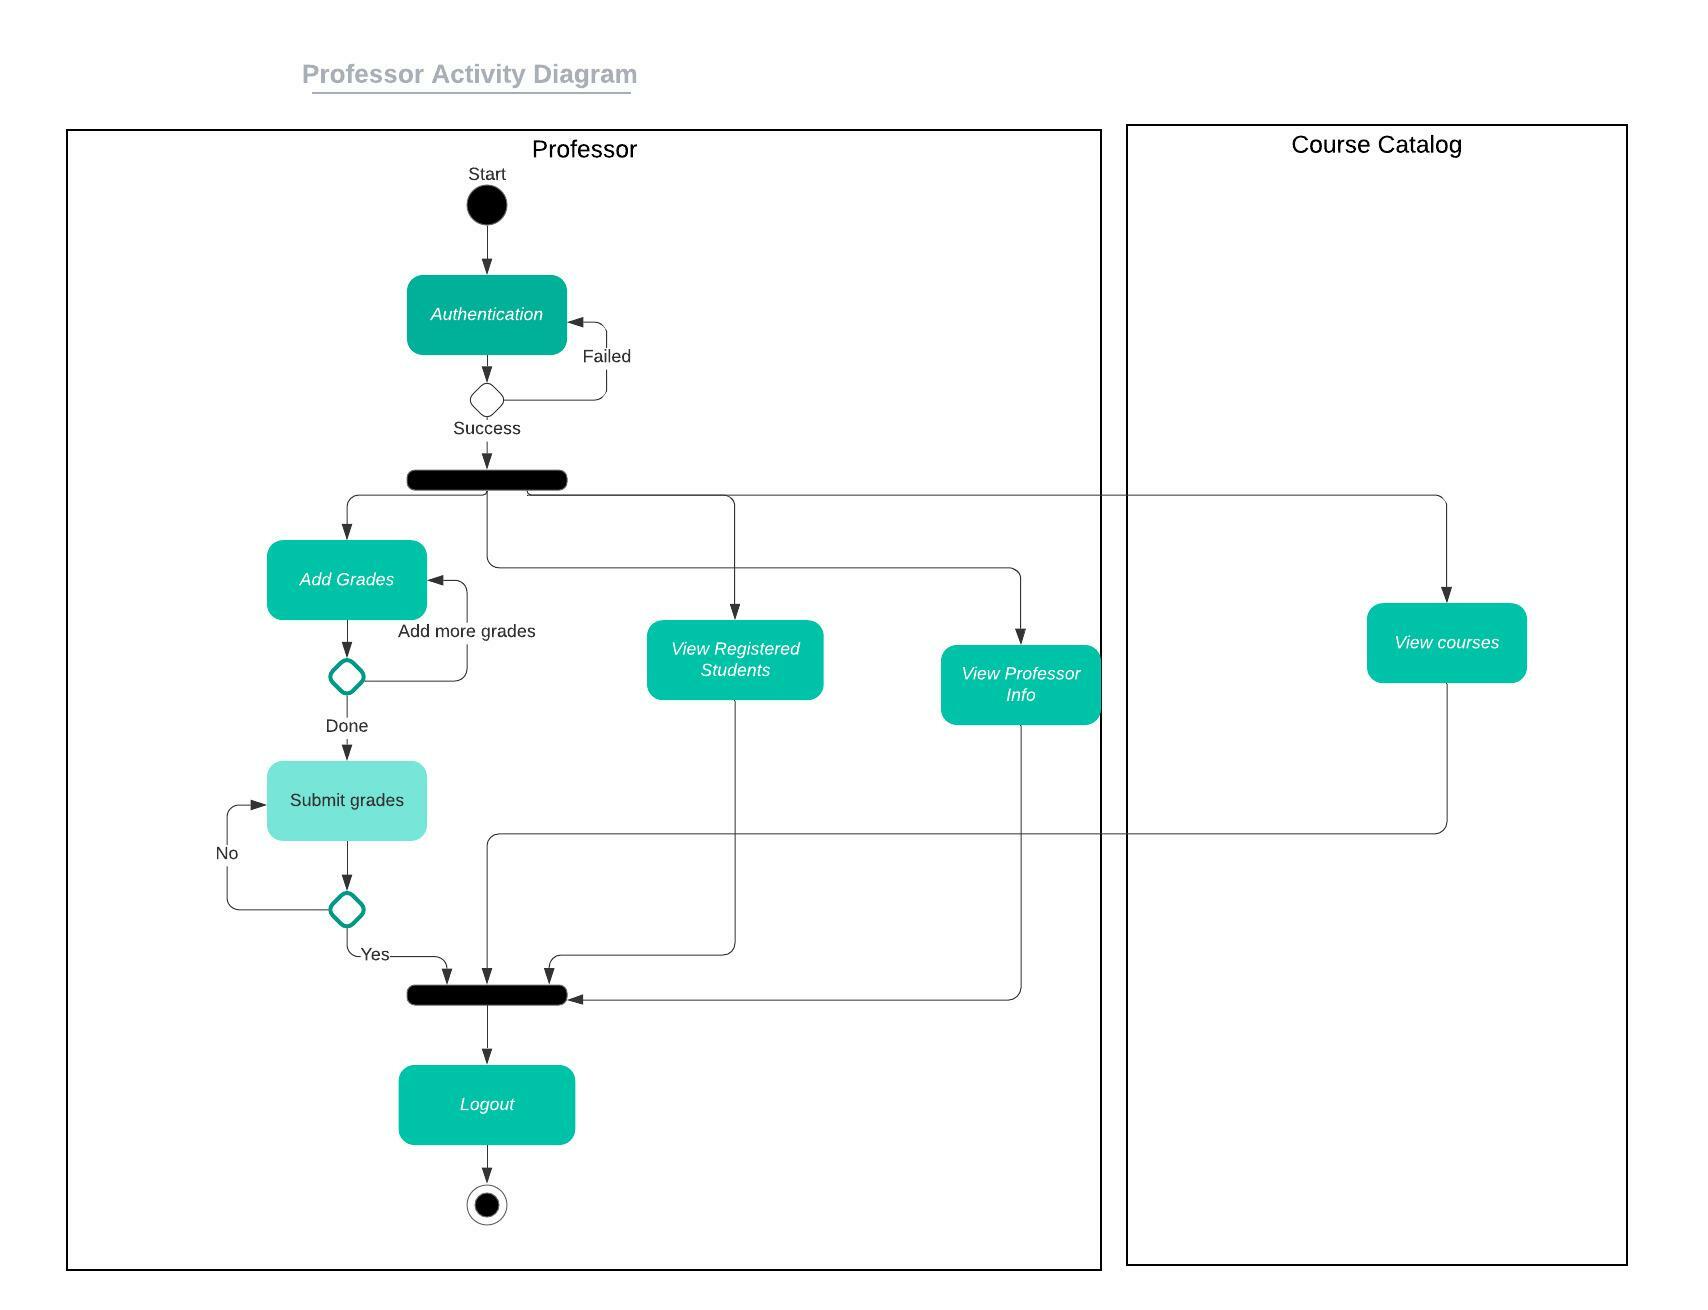 Professor Activity Diagram
Professor
Course Catalog
Start
Authentication
Failed
Success
Add Grades
Add more grades
View Registered
Students
View Professor
Info
View courses
Done
Submit grades
No
Yes
Logout